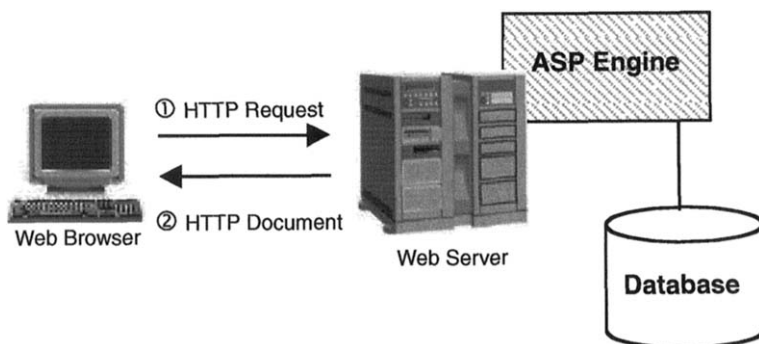 ASP Engine
① HTTP Request
② HTTP Document
Web Browser
Web Server
Database